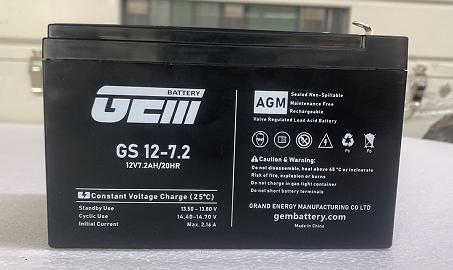 BATTERY
GEM
GS 12-7.2
12V7.2AH/20HR
Constant Voltage Charge (25°C)
Standby Use 13.50 - 13.80 V
Cyclic Use 14.40-14.70 V
Initial Current Max. 2.16 A
AGM
Sealed Non-Spillable
Maintenance Free
Rechargeable
Valve Regulated Lead Acid Battery
Pb Pb
Caution & Warning:
Do not disassemble, heat above 45 °C or incinerate
Risk of fire, explosion or burns
Do not charge in gas tight container
Do not short battery terminals
GRAND ENERGY MANUFACTURING CO LTD
gembattery.com
Made in China